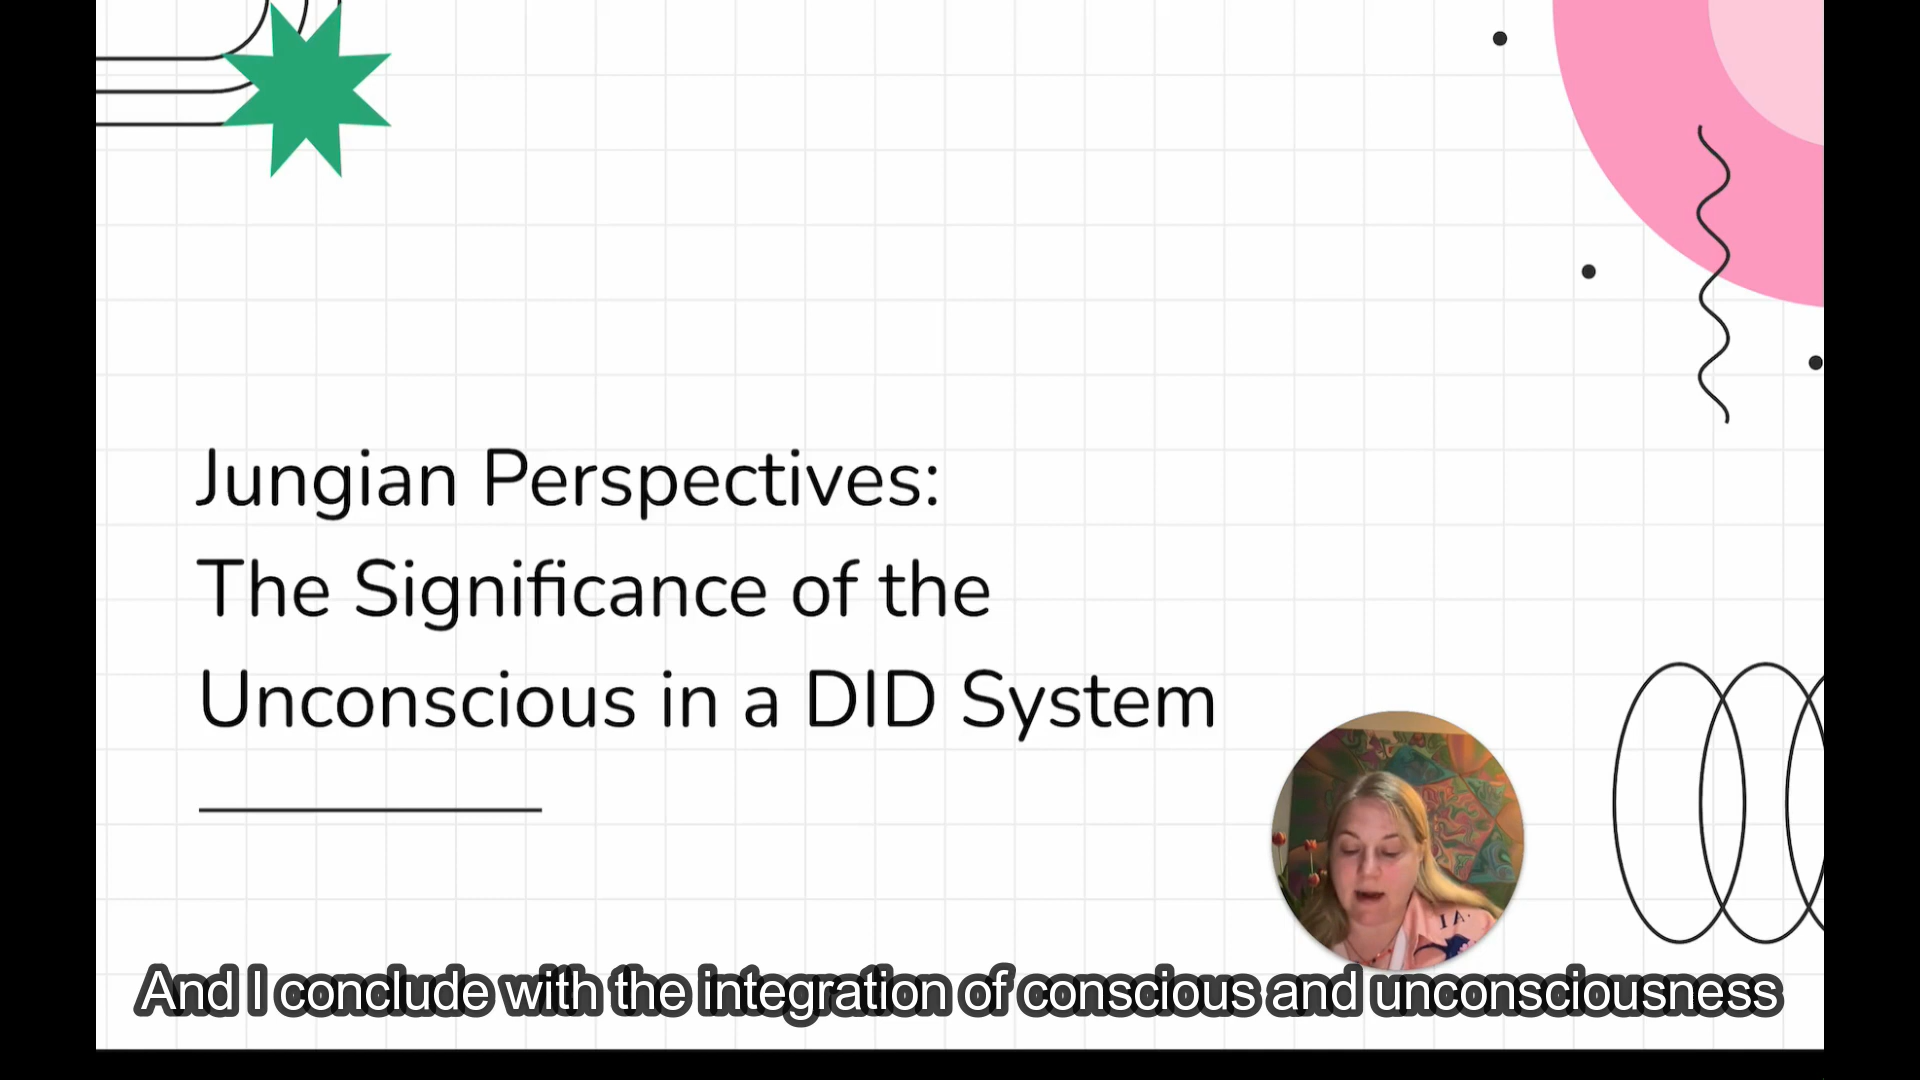 Jungian Perspectives:
The Significance of the
Unconscious in a DID System
And I conclude with the integration of conscious and unconsciousness